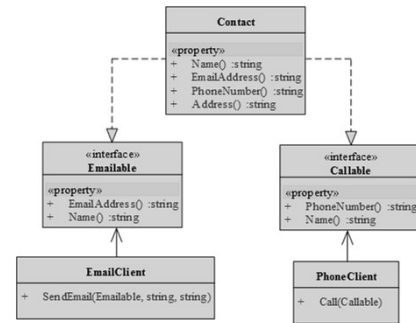 Contact
«property»
+ Name() :string
+ EmailAddress() :string
+ PhoneNumber() :string
+ Address() :string
«interface»
Emailable
«property»
+ EmailAddress() :string
+ Name() :string
«interface»
Callable
«property»
+ PhoneNumber() :string
+ Name() :string
EmailClient
+ SendEmail(Emailable, string, string)
PhoneClient
+ Call(Callable)